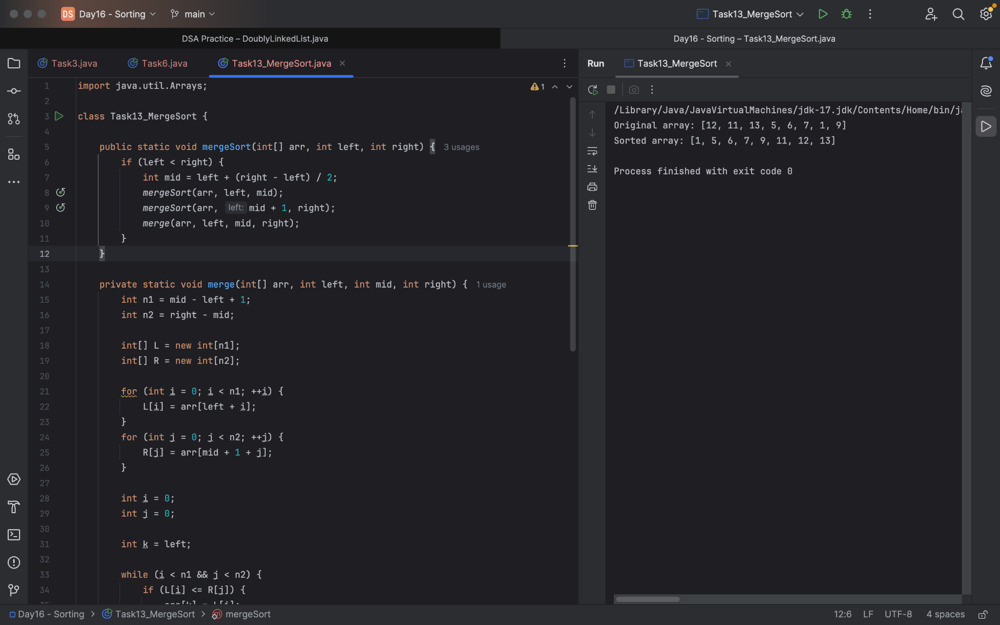 DS Day16 - Sorting main Task13_MergeSort
DSA Practice – DoublyLinkedList.java Day16 - Sorting – Task13_MergeSort.java
Task3.java Task6.java Task13_MergeSort.java
1 import java.util.Arrays; 1
2
3 class Task13_MergeSort {
4
5 public static void mergeSort(int[] arr, int left, int right) { 3 usages
6 if (left < right) {
7 int mid = left + (right - left) / 2;
8 mergeSort(arr, left, mid);
9 mergeSort(arr, left: mid + 1, right);
10 merge(arr, left, mid, right);
11 }
12 }
13
14 private static void merge(int[] arr, int left, int mid, int right) { 1 usage
15 int n1 = mid - left + 1;
16 int n2 = right - mid;
17
18 int[] L = new int[n1];
19 int[] R = new int[n2];
20
21 for (int i = 0; i < n1; ++i) {
22 L[i] = arr[left + i];
23 }
24 for (int j = 0; j < n2; ++j) {
25 R[j] = arr[mid + 1 + j];
26 }
27
28 int i = 0;
29 int j = 0;
30
31 int k = left;
32
33 while (i < n1 && j < n2) {
34 if (L[i] <= R[j]) {
Run Task13_MergeSort
/Library/Java/JavaVirtualMachines/jdk-17.jdk/Contents/Home/bin/j
Original array: [12, 11, 13, 5, 6, 7, 1, 9]
Sorted array: [1, 5, 6, 7, 9, 11, 12, 13]
Process finished with exit code 0
Day16 - Sorting > Task13_MergeSort > mergeSort 12:6 LF UTF-8 4 spaces